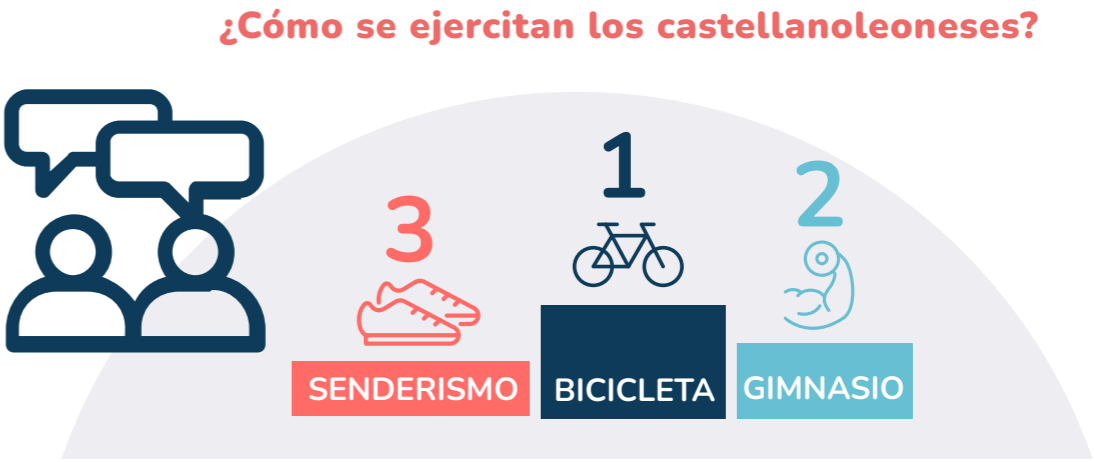 ¿Cómo se ejercitan los castellanoleoneses?
3
1
2
SENDERISMO
BICICLETA
GIMNASIO